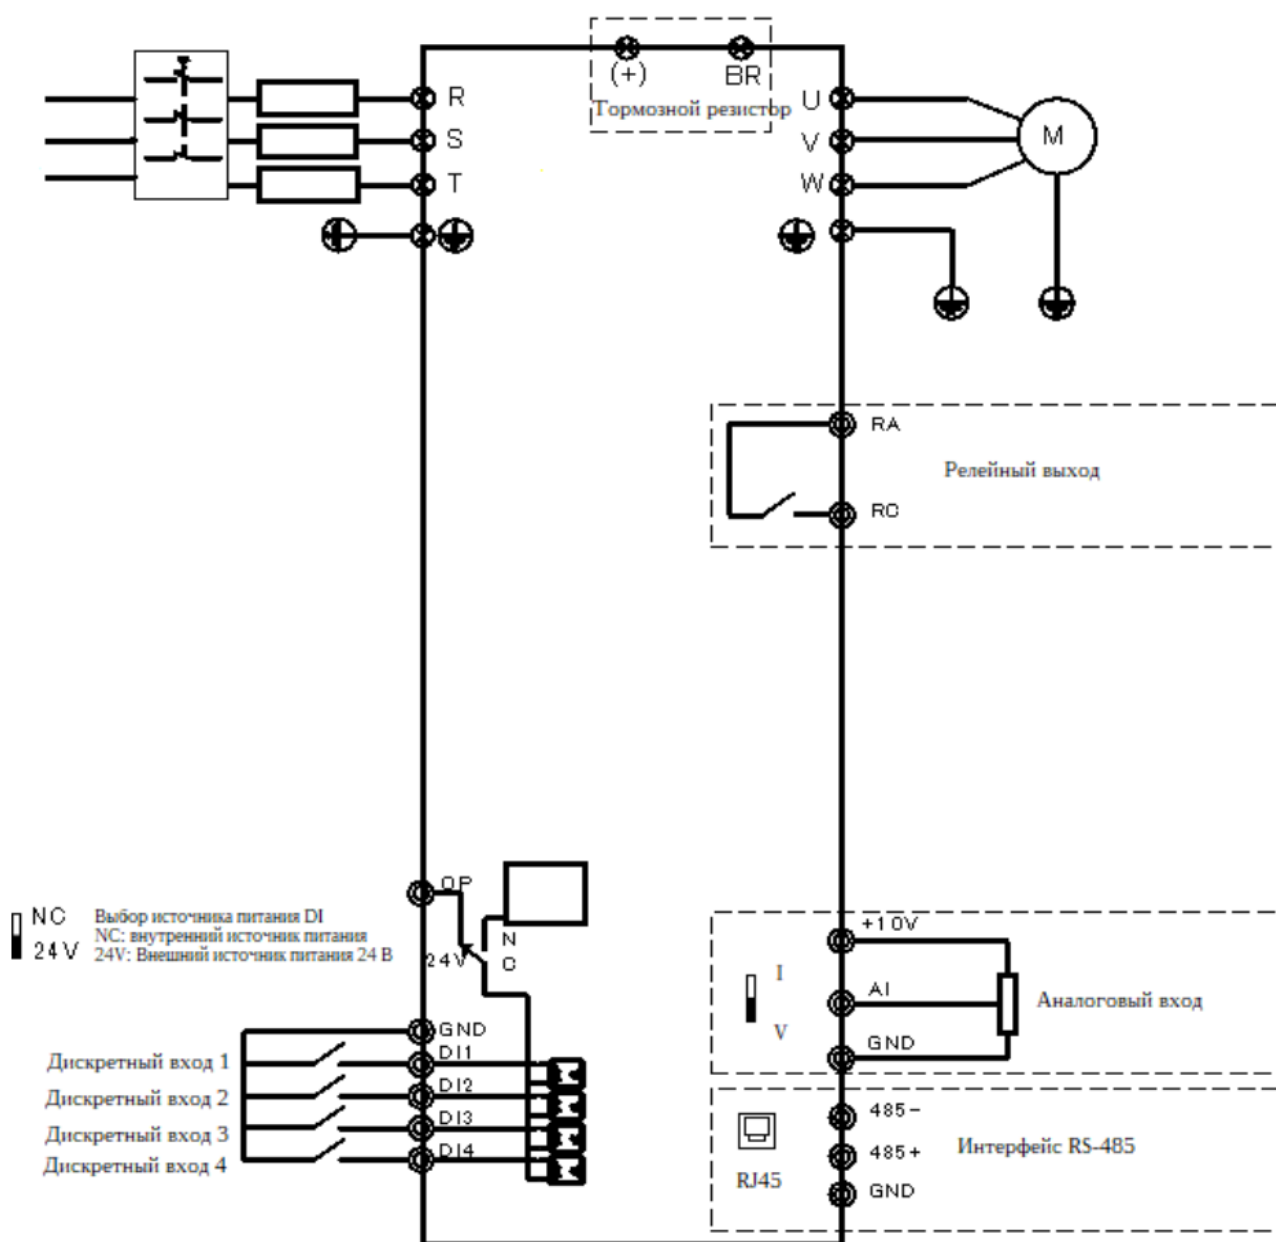 (+)
BR
Тормозной резистор
R
S
T
U
V
W
M
RA
Релейный выход
RC
OP
NC
24V
Выбор источника питания DI
NC: внутренний источник питания
24V: Внешний источник питания 24 В
24V
N
C
GND
DI1
DI2
DI3
DI4
Дискретный вход 1
Дискретный вход 2
Дискретный вход 3
Дискретный вход 4
+10V
I
AI
V
GND
Аналоговый вход
485-
485+
GND
RJ45
Интерфейс RS-485